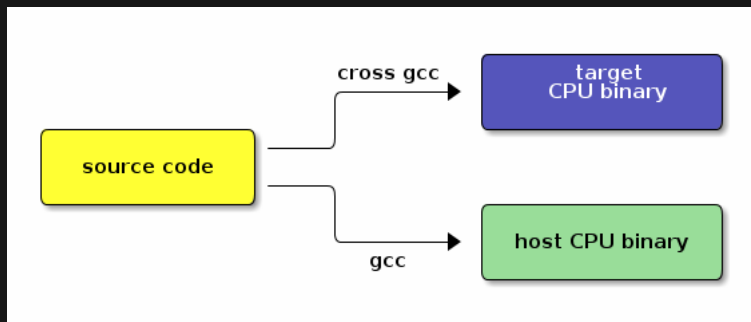 cross gcc
target
CPU binary
source code
host CPU binary
gcc